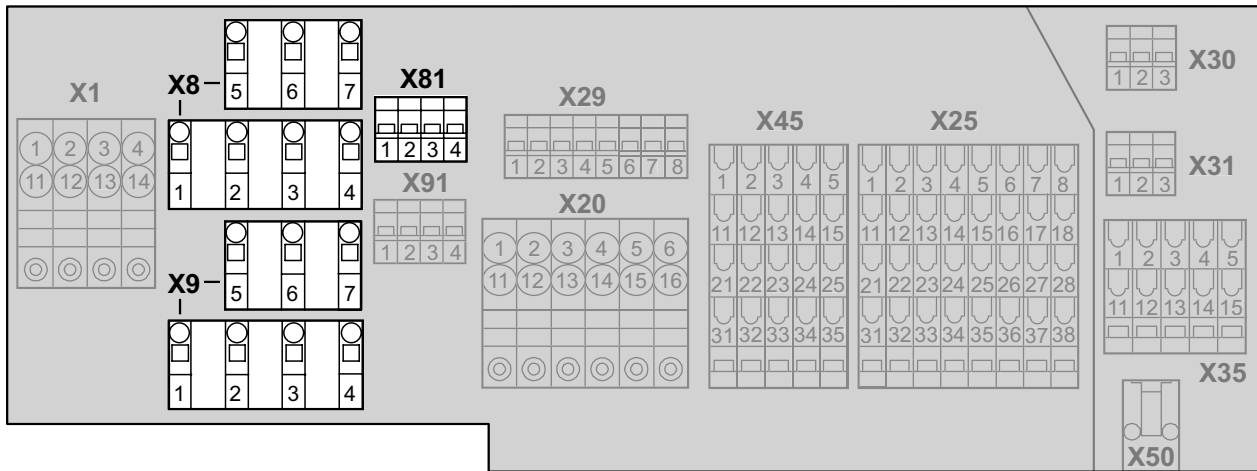 X1
1 2 3 4
11 12 13 14
X8
5 6 7
1 2 3 4
X9
5 6 7
1 2 3 4
X81
1 2 3 4
X91
1 2 3 4
X29
1 2 3 4 5 6 7 8
X20
1 2 3 4 5 6
11 12 13 14 15 16
X45
1 2 3 4 5
11 12 13 14 15
21 22 23 24 25
31 32 33 34 35
X25
1 2 3 4 5 6 7 8
11 12 13 14 15 16 17 18
21 22 23 24 25 26 27 28
31 32 33 34 35 36 37 38
X30
1 2 3
X31
1 2 3
1 2 3 4 5
11 12 13 14 15
X35
X50